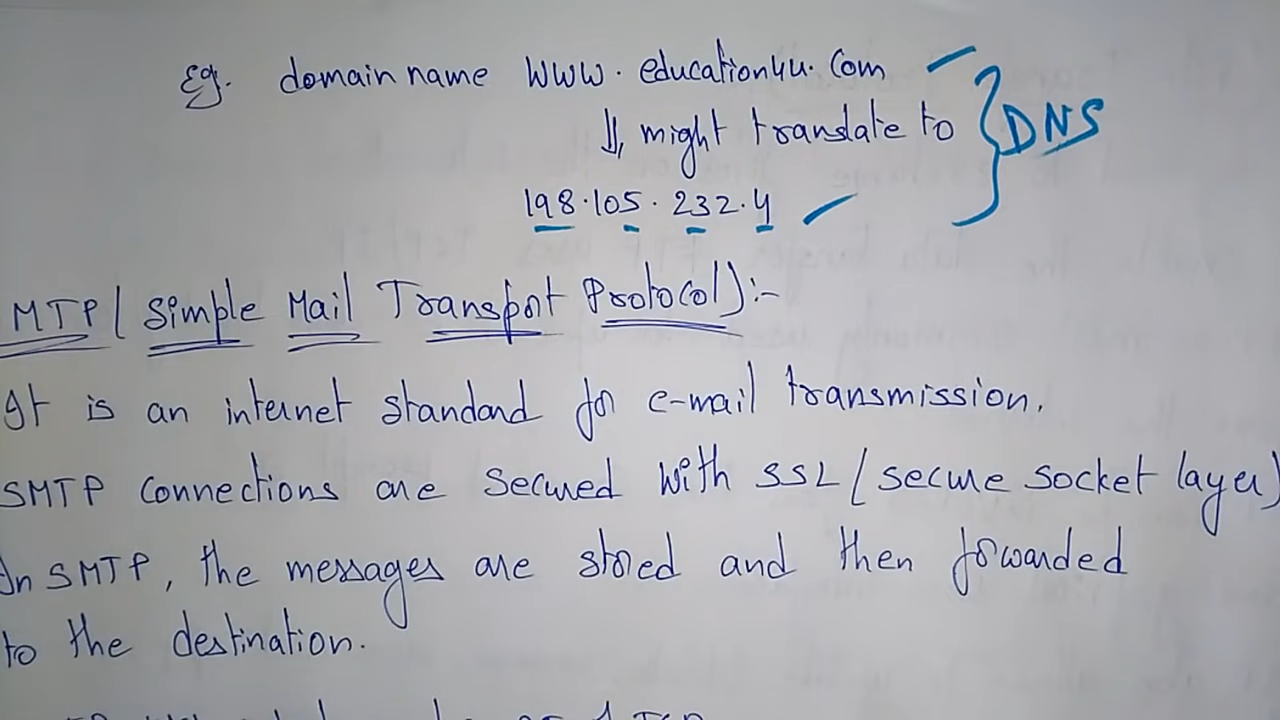 Eg. domain name www.education4u.com
⇓ might translate to
DNS
198.105.232.4
MTP (Simple Mail Transport Protocol):-
It is an internet standard for e-mail transmission.
SMTP connections are secured with SSL (secure socket layer)
In SMTP, the messages are stored and then forwarded
to the destination.